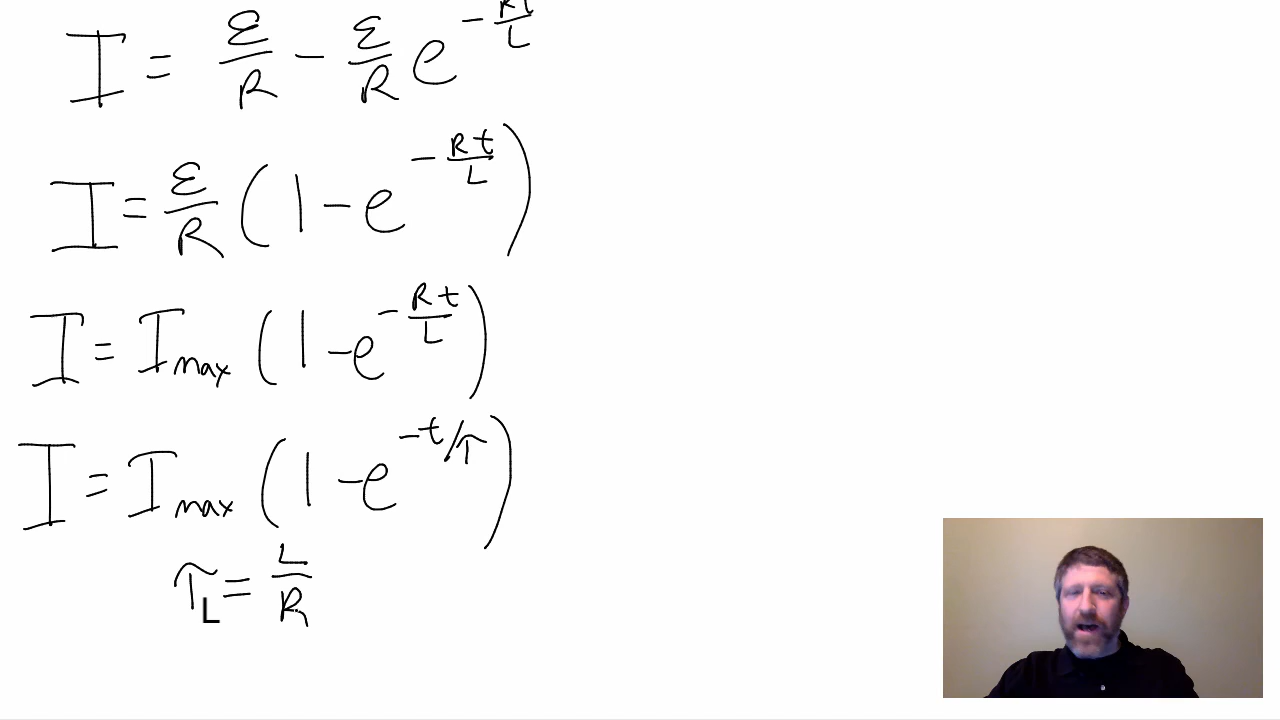 I = ℰ/R − ℰ/R e^(−Rt/L)
I = ℰ/R (1 − e^(−Rt/L))
I = I_max (1 − e^(−Rt/L))
I = I_max (1 − e^(−t/τ))
τ_L = L/R